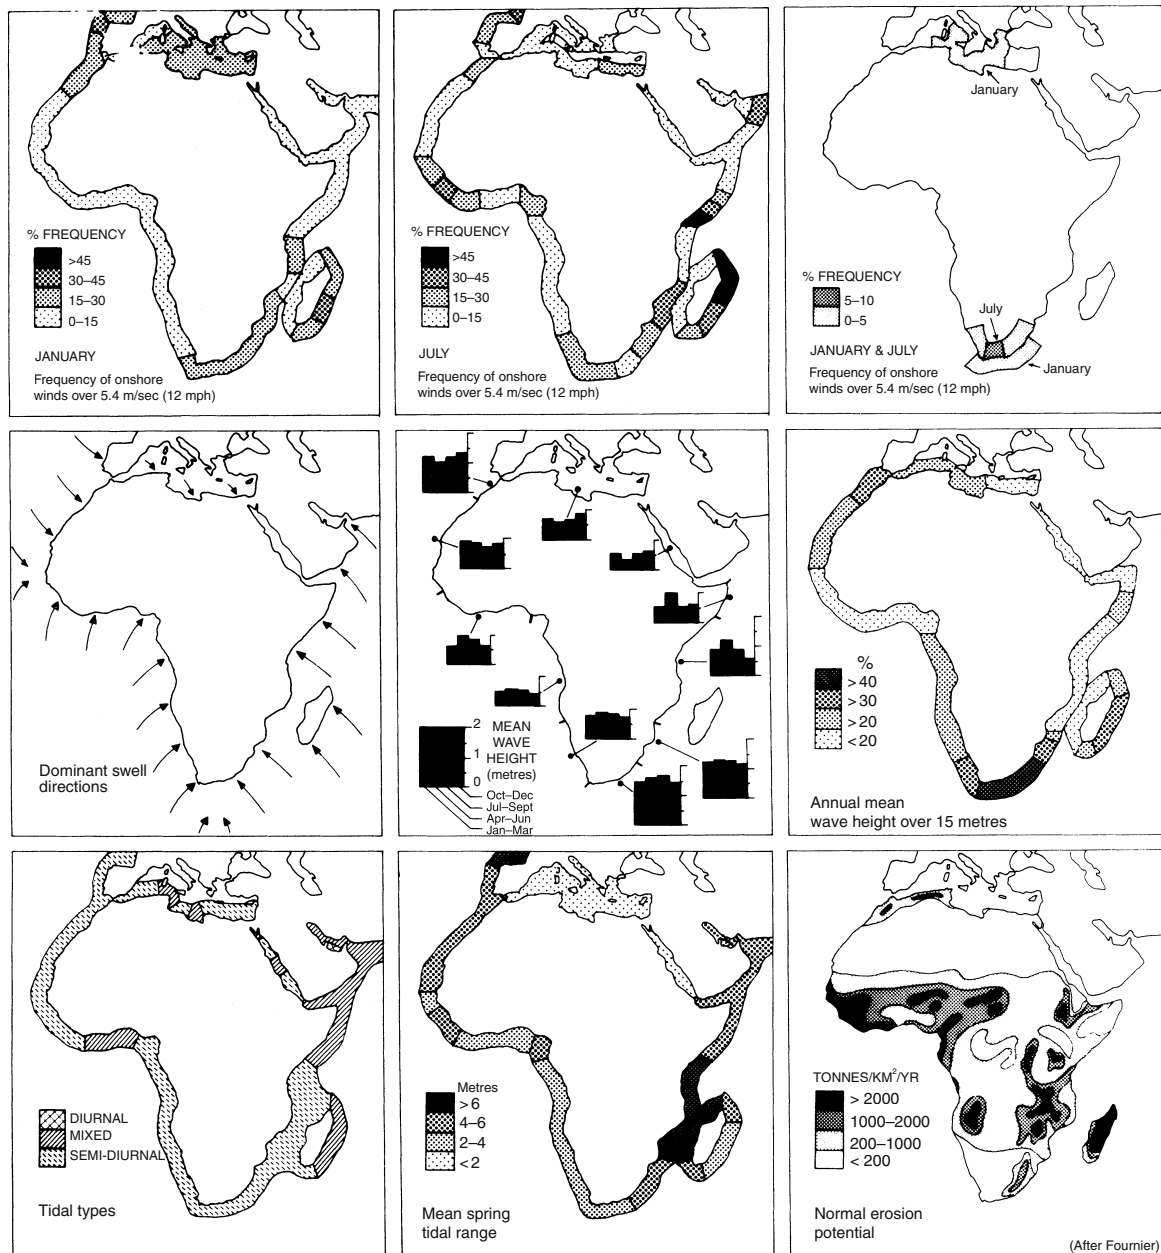 % FREQUENCY
>45
30–45
15–30
0–15
JANUARY
Frequency of onshore
winds over 5.4 m/sec (12 mph)
% FREQUENCY
>45
30–45
15–30
0–15
JULY
Frequency of onshore
winds over 5.4 m/sec (12 mph)
January
% FREQUENCY
5–10
0–5
July
January
JANUARY & JULY
Frequency of onshore
winds over 5.4 m/sec (12 mph)
Dominant swell
directions
2
1
0
MEAN
WAVE
HEIGHT
(metres)
Oct–Dec
Jul–Sept
Apr–Jun
Jan–Mar
%
>40
>30
>20
<20
Annual mean
wave height over 15 metres
DIURNAL
MIXED
SEMI-DIURNAL
Tidal types
Metres
>6
4–6
2–4
<2
Mean spring
tidal range
TONNES/KM²/YR
> 2000
1000–2000
200–1000
< 200
Normal erosion
potential
(After Fournier)